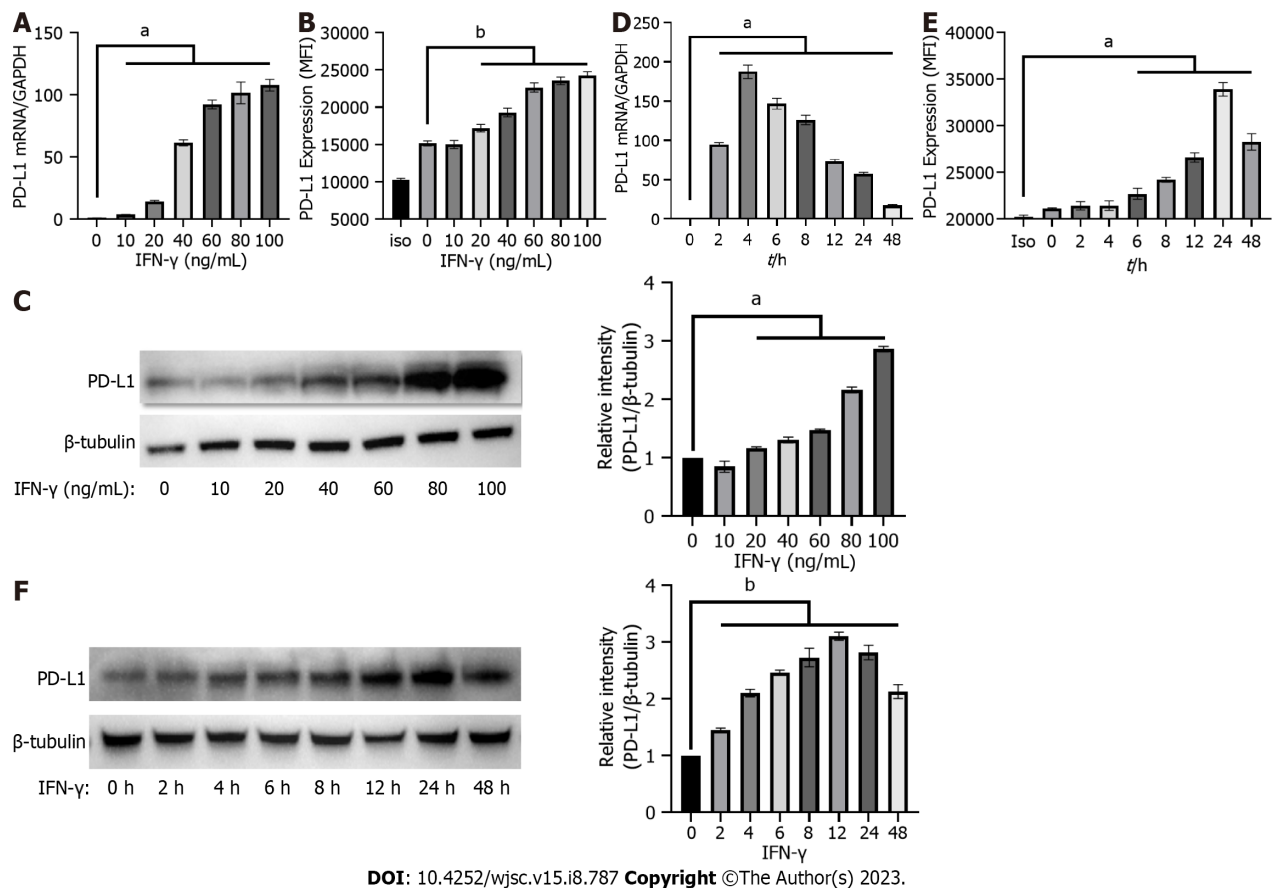 A
PD-L1 mRNA/GAPDH
150
100
50
0
a
0 10 20 40 60 80 100
IFN-γ (ng/mL)
B
PD-L1 Expression (MFI)
30000
25000
20000
15000
10000
5000
b
iso 0 10 20 40 60 80 100
IFN-γ (ng/mL)
D
PD-L1 mRNA/GAPDH
250
200
150
100
50
0
a
0 2 4 6 8 12 24 48
t/h
E
PD-L1 Expression (MFI)
40000
35000
30000
25000
20000
a
Iso 0 2 4 6 8 12 24 48
t/h
C
PD-L1
β-tubulin
IFN-γ (ng/mL): 0 10 20 40 60 80 100
Relative intensity
(PD-L1/β-tubulin)
4
3
2
1
0
a
0 10 20 40 60 80 100
IFN-γ (ng/mL)
F
PD-L1
β-tubulin
IFN-γ: 0 h 2 h 4 h 6 h 8 h 12 h 24 h 48 h
Relative intensity
(PD-L1/β-tubulin)
4
3
2
1
0
b
0 2 4 6 8 12 24 48
IFN-γ
DOI: 10.4252/wjsc.v15.i8.787 Copyright ©The Author(s) 2023.